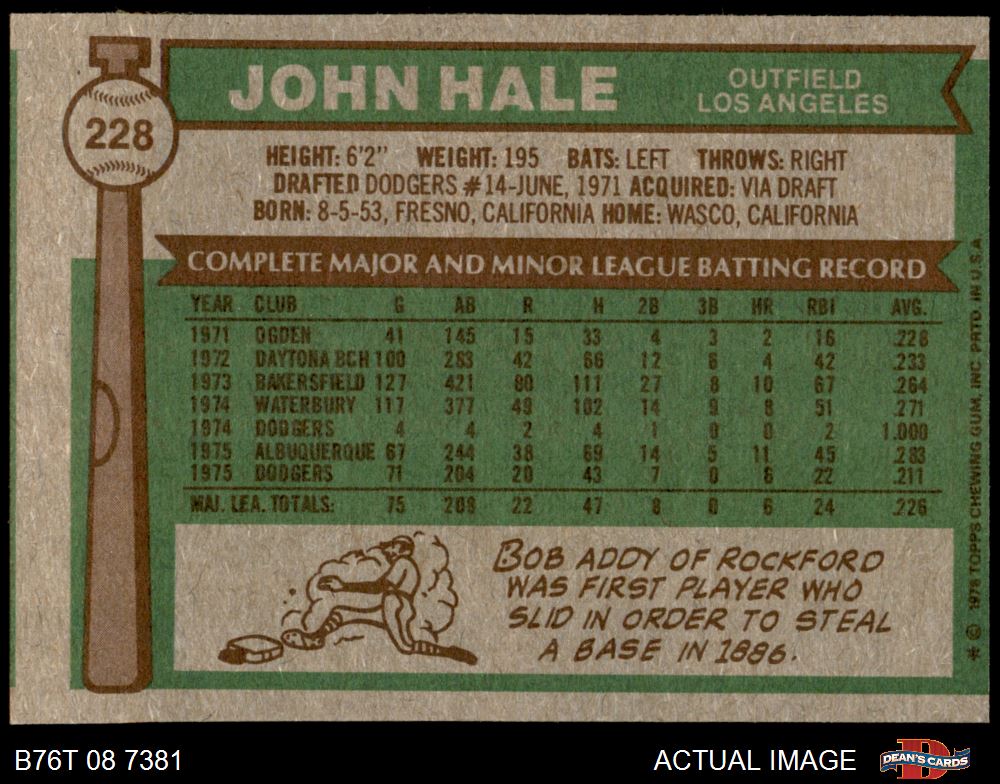 JOHN HALE
OUTFIELD
LOS ANGELES
228
HEIGHT: 6'2" WEIGHT: 195 BATS: LEFT THROWS: RIGHT
DRAFTED DODGERS #14-JUNE, 1971 ACQUIRED: VIA DRAFT
BORN: 8-5-53, FRESNO, CALIFORNIA HOME: WASCO, CALIFORNIA
COMPLETE MAJOR AND MINOR LEAGUE BATTING RECORD
YEAR CLUB G AB R H 2B 3B HR RBI AVG.
1971 OGDEN 41 145 15 33 4 3 2 16 .228
1972 DAYTONA BCH 100 283 42 66 12 6 4 42 .233
1973 BAKERSFIELD 127 421 80 111 27 8 10 67 .264
1974 WATERBURY 117 377 49 102 14 9 8 51 .271
1974 DODGERS 4 4 2 4 1 0 0 2 1.000
1975 ALBUQUERQUE 67 244 38 69 14 5 11 45 .283
1975 DODGERS 71 204 20 43 7 0 6 22 .211
MAJ. LEA. TOTALS: 75 208 22 47 8 0 6 24 .226
BOB ADDY OF ROCKFORD
WAS FIRST PLAYER WHO
SLID IN ORDER TO STEAL
A BASE IN 1886.
* © 1976 TOPPS CHEWING GUM, INC. PRTD. IN U.S.A.
B76T 08 7381
ACTUAL IMAGE
D
DEAN'S CARDS